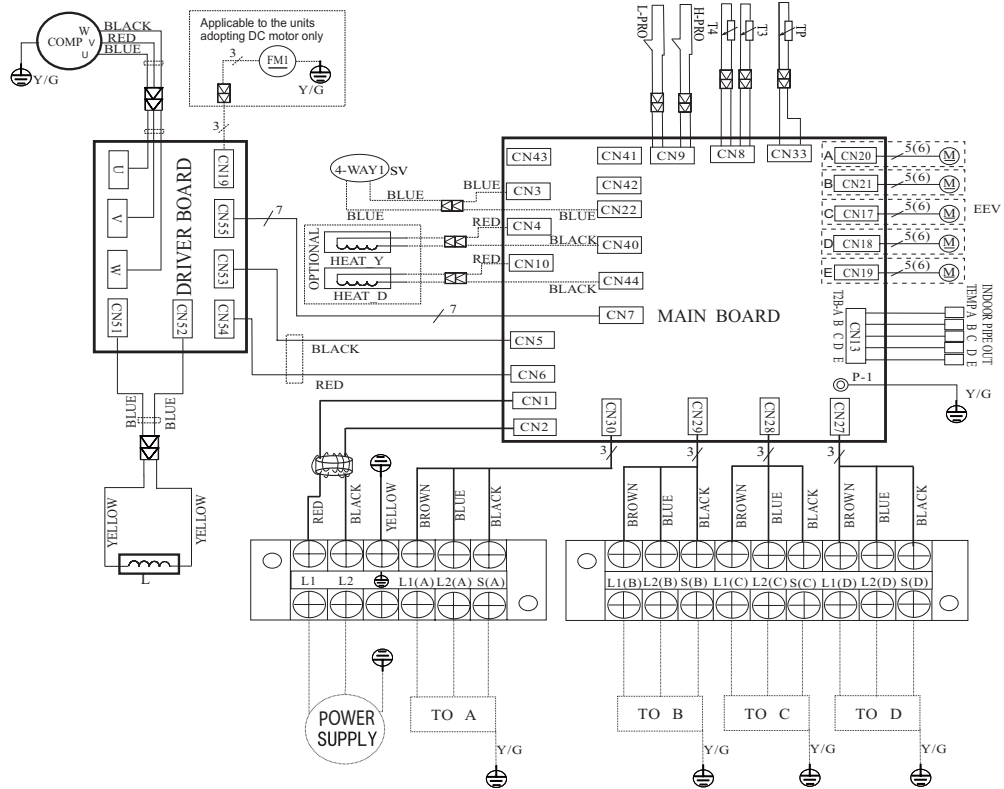 COMP
W
V
U
BLACK
RED
BLUE
Y/G
Applicable to the units
adopting DC motor only
3
FM1
Y/G
3
L-PRO
H-PRO
T4
T3
TP
U
V
W
DRIVER BOARD
CN19
CN55
CN53
CN54
CN51
CN52
7
BLUE
BLUE
YELLOW
YELLOW
L
4-WAY1
SV
BLUE
BLUE
BLUE
BLUE
OPTIONAL
HEAT_Y
HEAT_D
RED
BLACK
RED
BLACK
7
BLACK
RED
CN43
CN41
CN9
CN8
CN33
CN3
CN42
CN22
CN4
CN40
CN10
CN44
CN7
MAIN BOARD
CN5
CN6
CN1
CN2
A CN20 5(6) M
B CN21 5(6) M
C CN17 5(6) M
D CN18 5(6) M
E CN19 5(6) M
EEV
T2B-A B C D E
CN13
TEMP A B C D E
INDOOR PIPE OUT
P-1
Y/G
CN30
CN29
CN28
CN27
3
3
3
3
RED
BLACK
YELLOW
BROWN
BLUE
BLACK
BROWN
BLUE
BLACK
BROWN
BLUE
BLACK
BROWN
BLUE
BLACK
L1 L2 L1(A) L2(A) S(A)
L1(B) L2(B) S(B) L1(C) L2(C) S(C) L1(D) L2(D) S(D)
POWER
SUPPLY
TO A
Y/G
TO B
Y/G
TO C
Y/G
TO D
Y/G